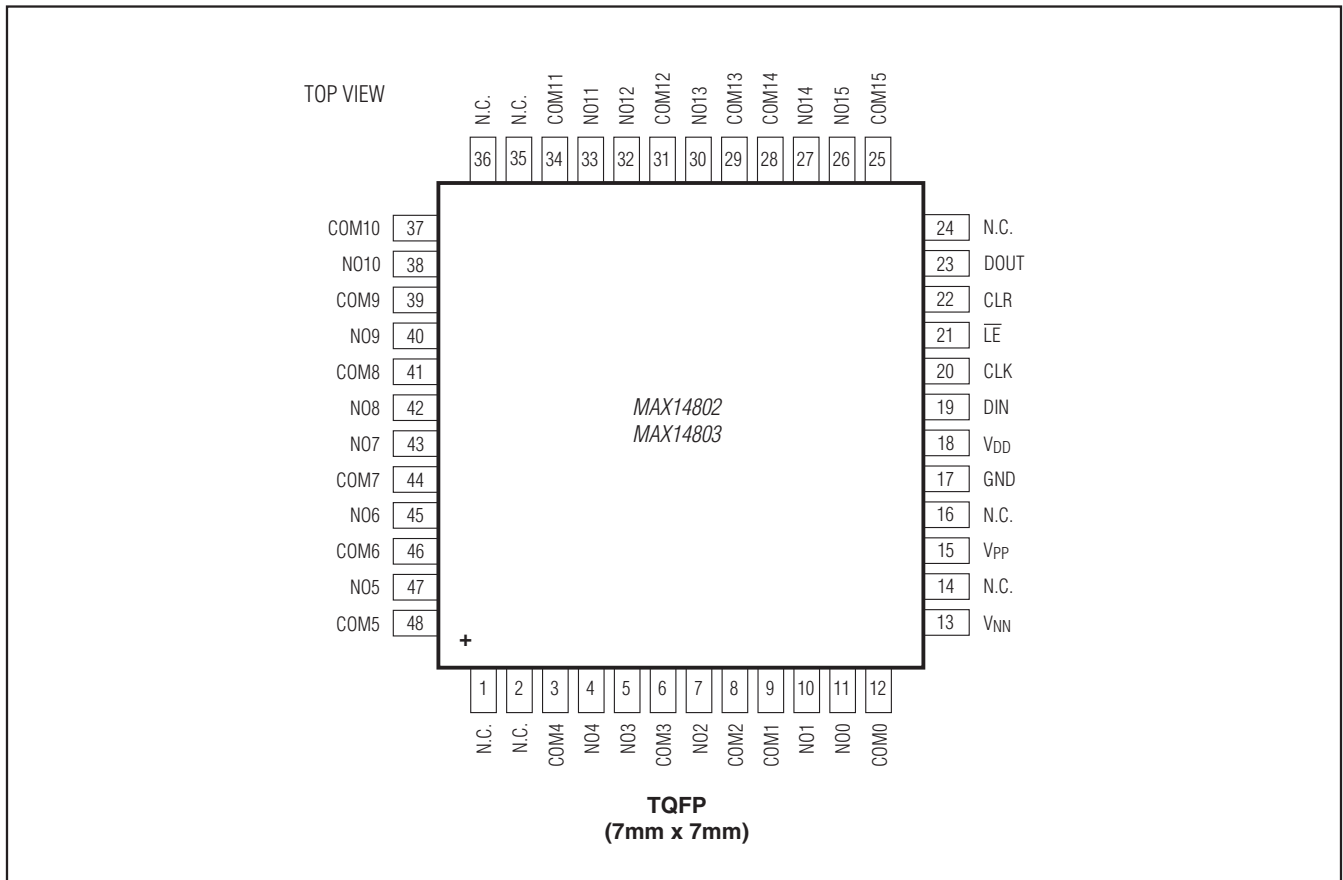 TOP VIEW
N.C.
N.C.
COM11
NO11
NO12
COM12
NO13
COM13
COM14
NO14
NO15
COM15
36 35 34 33 32 31 30 29 28 27 26 25
COM10 37
NO10 38
COM9 39
NO9 40
COM8 41
NO8 42
NO7 43
COM7 44
NO6 45
COM6 46
NO5 47
COM5 48
MAX14802
MAX14803
24 N.C.
23 DOUT
22 CLR
21 L̅E̅
20 CLK
19 DIN
18 VDD
17 GND
16 N.C.
15 VPP
14 N.C.
13 VNN
+
1 2 3 4 5 6 7 8 9 10 11 12
N.C.
N.C.
COM4
NO4
NO3
COM3
NO2
COM2
COM1
NO1
NO0
COM0
TQFP
(7mm x 7mm)